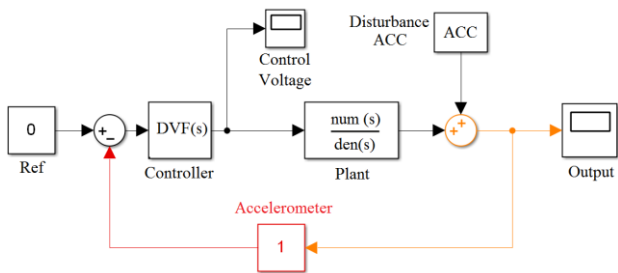 Disturbance
ACC
ACC
Control
Voltage
0
+
−
DVF(s)
num (s)
den(s)
+
+
Ref
Controller
Plant
Output
Accelerometer
1